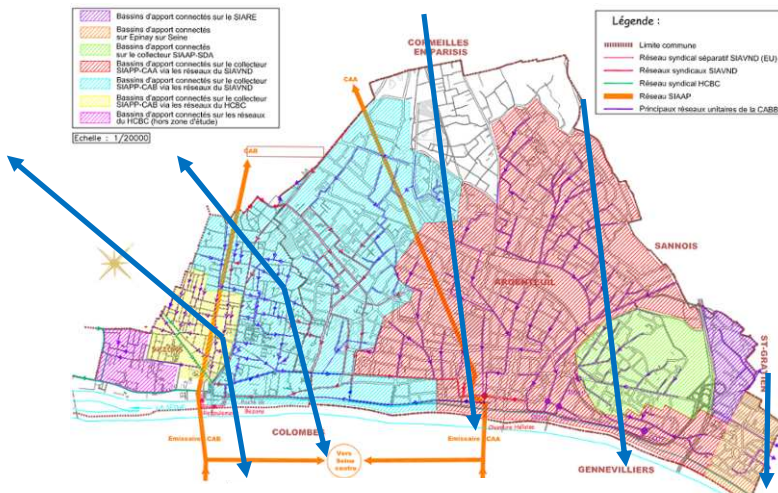 Bassins d'apport connectés sur le SIARE
Bassins d'apport connectés
sur Epinay sur Seine
Bassins d'apport connectés
sur le collecteur SIAAP-SDA
Bassins d'apport connectés sur le collecteur
SIAPP-CAA via les réseaux du SIAVND
Bassins d'apport connectés sur le collecteur
SIAPP-CAB via les réseaux du SIAVND
Bassins d'apport connectés sur le collecteur
SIAPP-CAB via les réseaux du HCBC
Bassins d'apport connectés sur les réseaux
du HCBC (hors zone d'étude)
Echelle : 1/20000
Légende :
Limite commune
Réseau syndical séparatif SIAVND (EU)
Réseaux syndicaux SIAVND
Réseau syndical HCBC
Réseau SIAAP
Principaux réseaux unitaires de la CABB
CORMEILLES
EN PARISIS
CAA
CAB
SANNOIS
ARGENTEUIL
ST-GRATIEN
BEZONS
Bezons
COLOMBES
Emissaire CAB
Vers
Seine
centre
Emissaire CAA
GENNEVILLIERS